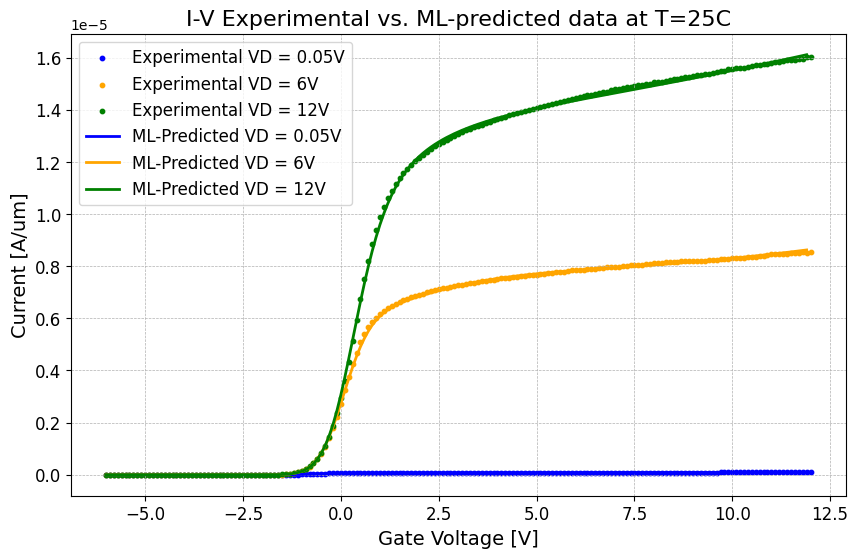 I-V Experimental vs. ML-predicted data at T=25C
1e−5
Experimental VD = 0.05V
Experimental VD = 6V
Experimental VD = 12V
ML-Predicted VD = 0.05V
ML-Predicted VD = 6V
ML-Predicted VD = 12V
1.6
1.4
1.2
1.0
0.8
0.6
0.4
0.2
0.0
Current [A/um]
−5.0
−2.5
0.0
2.5
5.0
7.5
10.0
12.5
Gate Voltage [V]